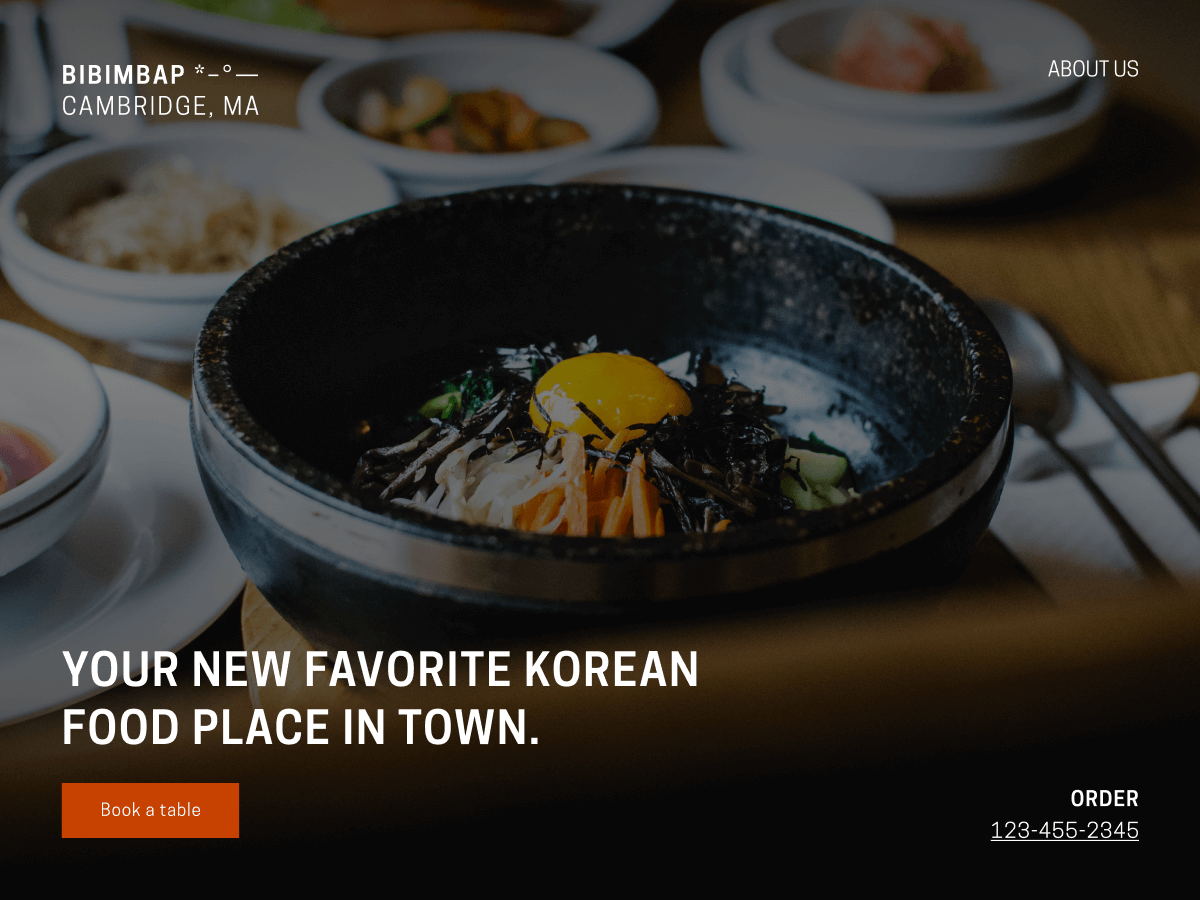 BIBIMBAP *–°—
CAMBRIDGE, MA
ABOUT US
YOUR NEW FAVORITE KOREAN
FOOD PLACE IN TOWN.
Book a table
ORDER
123-455-2345